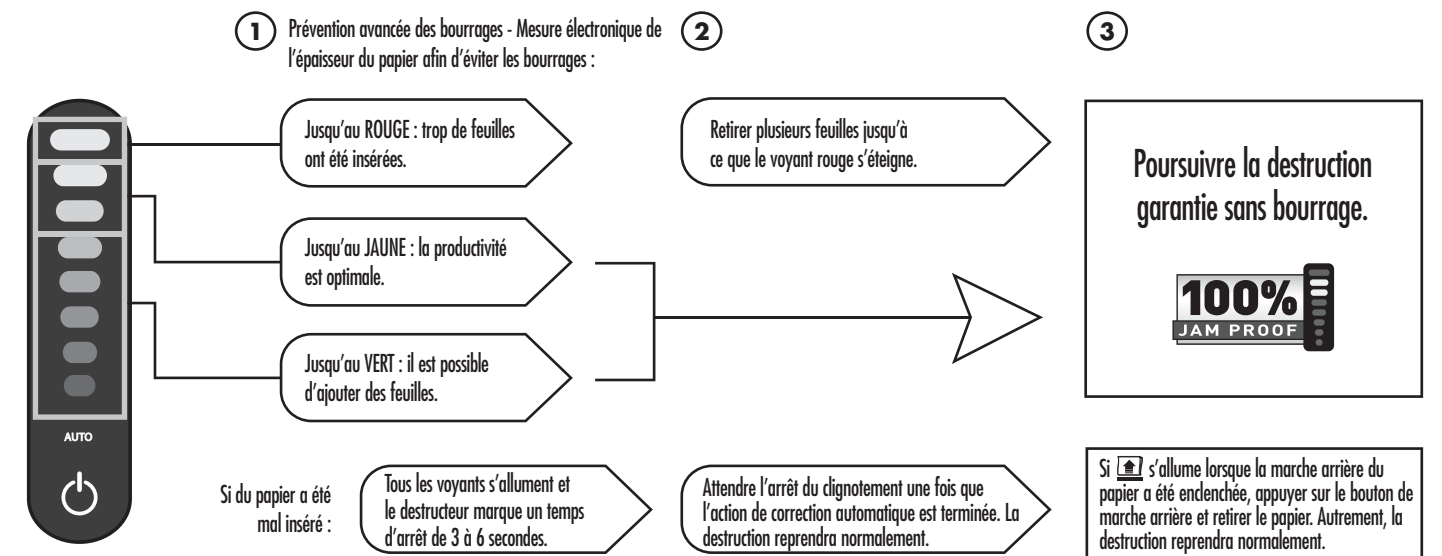 1
Prévention avancée des bourrages - Mesure électronique de
l'épaisseur du papier afin d'éviter les bourrages :
2
3
Jusqu'au ROUGE : trop de feuilles
ont été insérées.
Retirer plusieurs feuilles jusqu'à
ce que le voyant rouge s'éteigne.
Poursuivre la destruction
garantie sans bourrage.
100%
JAM PROOF
Jusqu'au JAUNE : la productivité
est optimale.
Jusqu'au VERT : il est possible
d'ajouter des feuilles.
AUTO
Si du papier a été
mal inséré :
Tous les voyants s'allument et
le destructeur marque un temps
d'arrêt de 3 à 6 secondes.
Attendre l'arrêt du clignotement une fois que
l'action de correction automatique est terminée. La
destruction reprendra normalement.
Si s'allume lorsque la marche arrière du
papier a été enclenchée, appuyer sur le bouton de
marche arrière et retirer le papier. Autrement, la
destruction reprendra normalement.